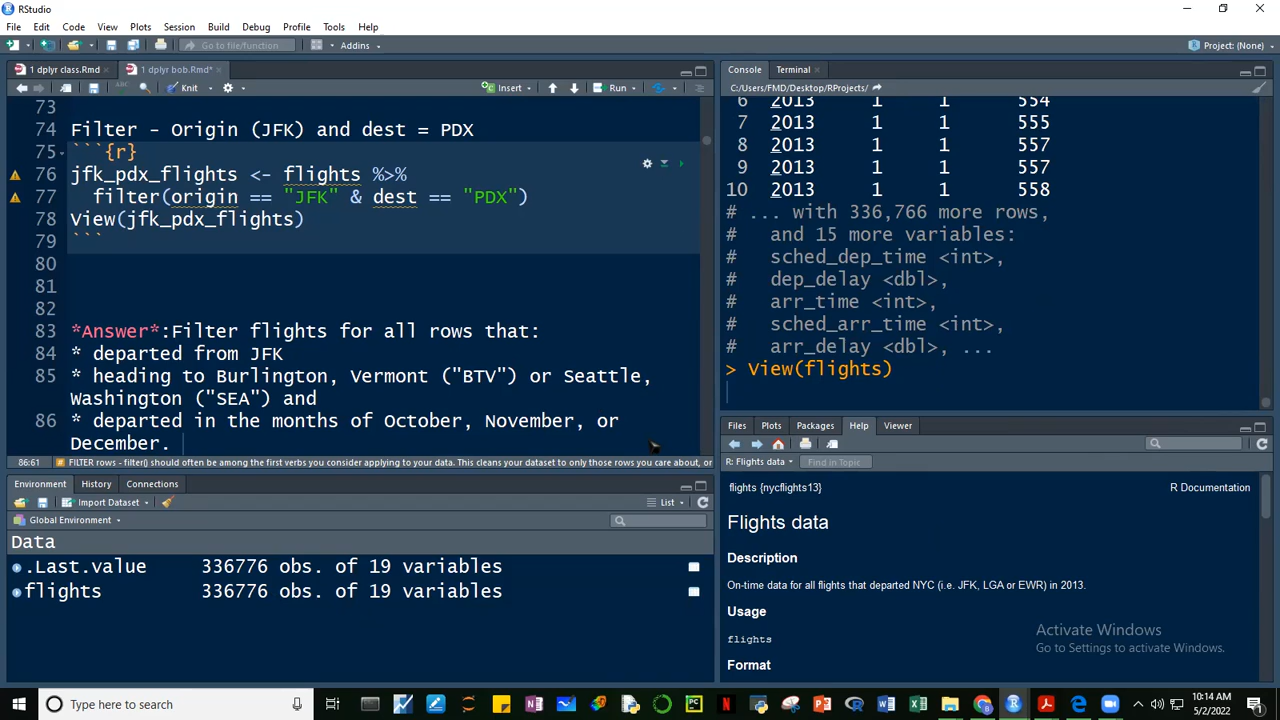 RStudio
File Edit Code View Plots Session Build Debug Profile Tools Help
Go to file/function Addins Project: (None)
1 dplyr class.Rmd 1 dplyr bob.Rmd*
Knit Insert Run
73
74 Filter - Origin (JFK) and dest = PDX
75 ```{r}
76 jfk_pdx_flights <- flights %>%
77 filter(origin == "JFK" & dest == "PDX")
78 View(jfk_pdx_flights)
79 ```
80
81
82
83 *Answer*:Filter flights for all rows that:
84 * departed from JFK
85 * heading to Burlington, Vermont ("BTV") or Seattle,
Washington ("SEA") and
86 * departed in the months of October, November, or
December.
86:61 FILTER rows - filter() should often be among the first verbs you consider applying to your data. This cleans your dataset to only those rows you care about, or
Environment History Connections
Import Dataset List
Global Environment
Data
.Last.value 336776 obs. of 19 variables
flights 336776 obs. of 19 variables
Console Terminal
C:/Users/FMD/Desktop/RProjects/
6 2013 1 1 554
7 2013 1 1 555
8 2013 1 1 557
9 2013 1 1 557
10 2013 1 1 558
# ... with 336,766 more rows,
# and 15 more variables:
# sched_dep_time <int>,
# dep_delay <dbl>,
# arr_time <int>,
# sched_arr_time <int>,
# arr_delay <dbl>, ...
> View(flights)
Files Plots Packages Help Viewer
R: Flights data Find in Topic
flights {nycflights13} R Documentation
Flights data
Description
On-time data for all flights that departed NYC (i.e. JFK, LGA or EWR) in 2013.
Usage
flights
Format
Activate Windows
Go to Settings to activate Windows.
Type here to search
10:14 AM
5/2/2022